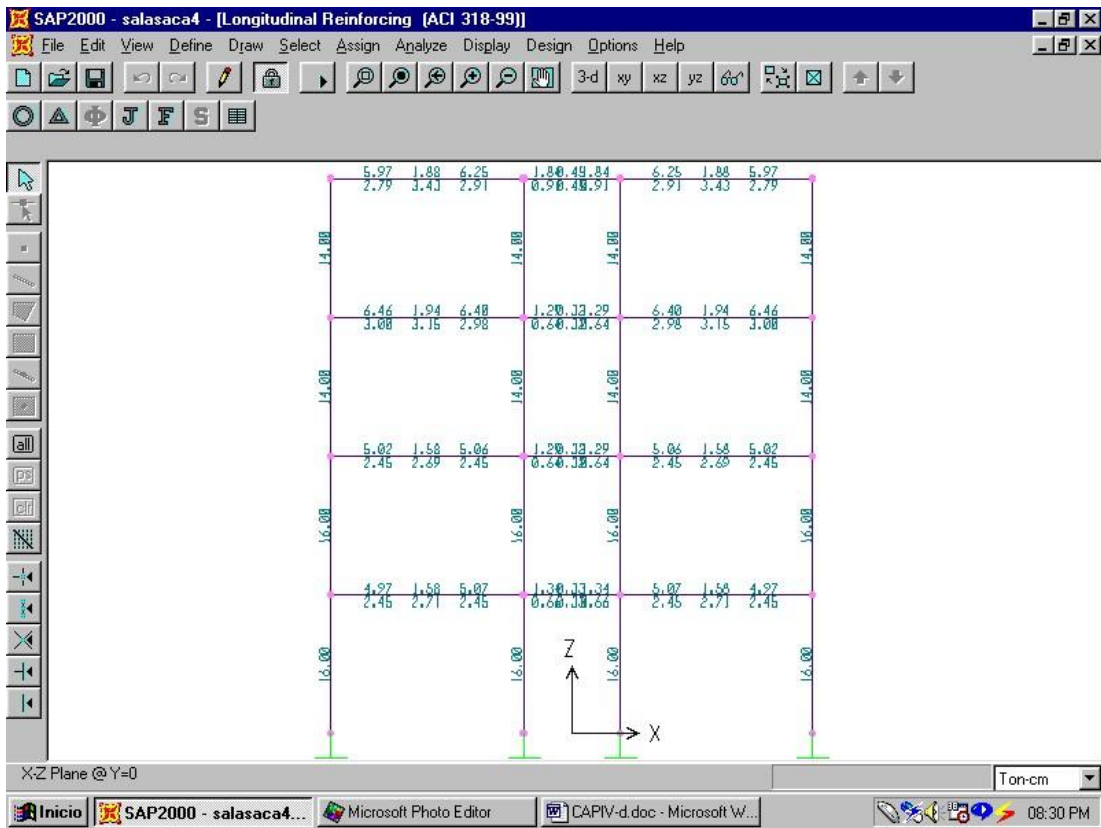 SAP2000 - salasaca4 - [Longitudinal Reinforcing (ACI 318-99)]
File Edit View Define Draw Select Assign Analyze Display Design Options Help
3-d xy xz yz
J F S
all
ps
clr
5.97 1.88 6.25 6.25 1.88 5.97
2.79 3.43 2.91 2.91 3.43 2.79
14.00 14.00 14.00 14.00
6.46 1.94 6.40 6.40 1.94 6.46
3.00 3.15 2.98 2.98 3.15 3.00
14.00 14.00 14.00 14.00
5.02 1.58 5.06 5.06 1.58 5.02
2.45 2.69 2.45 2.45 2.69 2.45
16.00 16.00 16.00 16.00
4.97 1.58 5.07 5.07 1.58 4.97
2.45 2.71 2.45 2.45 2.71 2.45
16.00 16.00 16.00 16.00
Z
X
X-Z Plane @ Y=0
Ton-cm
Inicio SAP2000 - salasaca4... Microsoft Photo Editor CAPIV-d.doc - Microsoft W... 08:30 PM